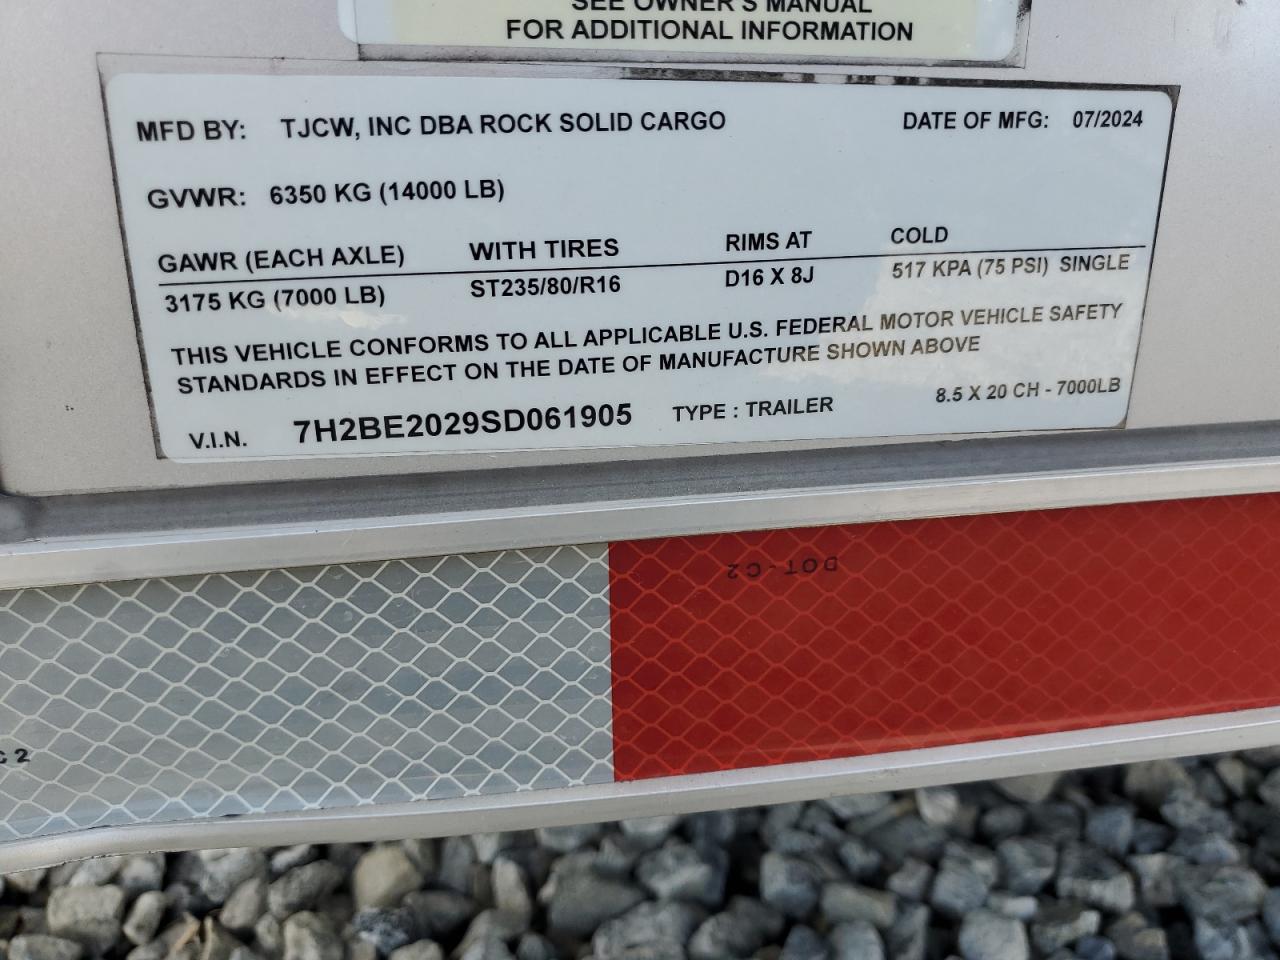 SEE OWNER'S MANUAL
FOR ADDITIONAL INFORMATION
MFD BY: TJCW, INC DBA ROCK SOLID CARGO DATE OF MFG: 07/2024
GVWR: 6350 KG (14000 LB)
GAWR (EACH AXLE) WITH TIRES RIMS AT COLD
3175 KG (7000 LB) ST235/80/R16 D16 X 8J 517 KPA (75 PSI) SINGLE
THIS VEHICLE CONFORMS TO ALL APPLICABLE U.S. FEDERAL MOTOR VEHICLE SAFETY
STANDARDS IN EFFECT ON THE DATE OF MANUFACTURE SHOWN ABOVE
V.I.N. 7H2BE2029SD061905 TYPE : TRAILER 8.5 X 20 CH - 7000LB
DOT-C2
C2